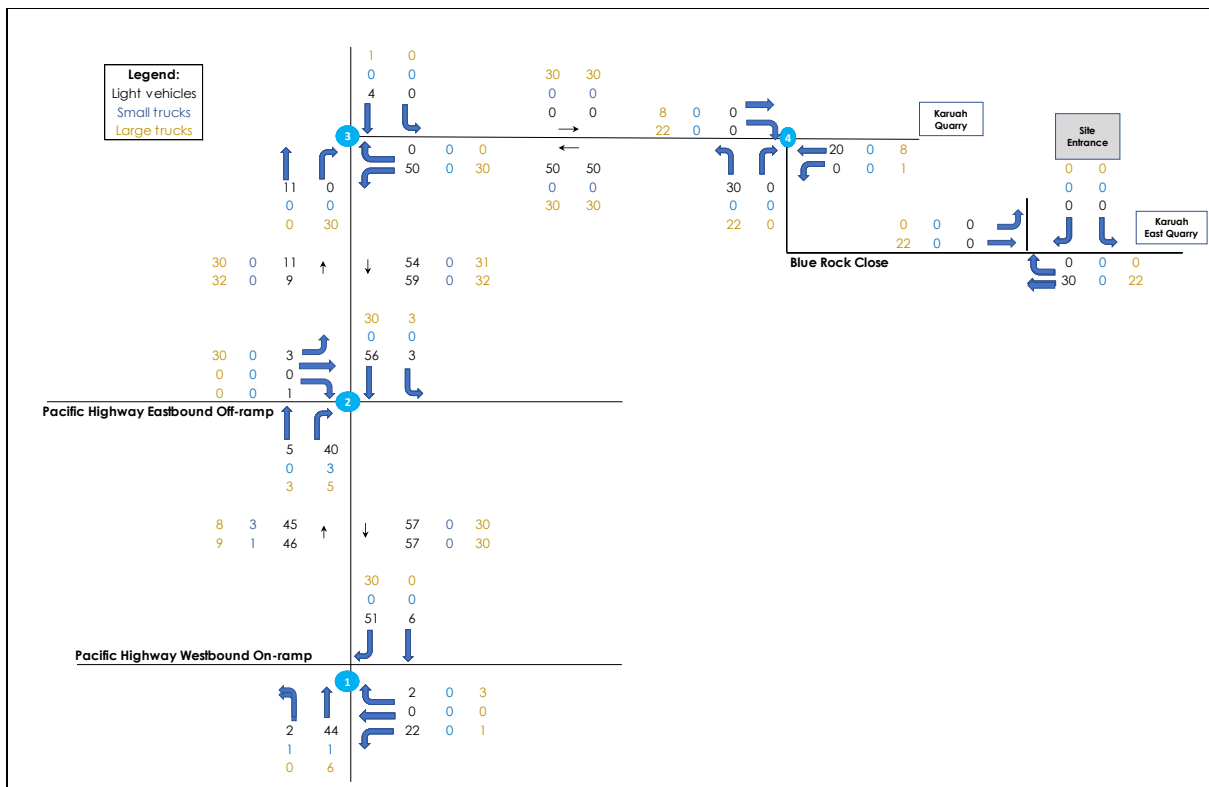 1 0
Legend: 0 0 30 30
Light vehicles 4 0 0 0
Small trucks 0 0 8 0 0 Karuah
Large trucks 22 0 0 Quarry
3 4 Site
Entrance
0 0 0 20 0 8
50 0 30 50 50 0 0 1
11 0 0 0 30 0 0 0
0 0 30 30 0 0 0 0
0 30 22 0 0 0
0 0 0 Karuah
22 0 0 East Quarry
Blue Rock Close
30 0 11 54 0 31 0 0 0
32 0 9 59 0 32 30 0 22
30 3
0 0
30 0 3 56 3
0 0 0
0 0 1
Pacific Highway Eastbound Off-ramp 2
5 40
0 3
3 5
8 3 45 57 0 30
9 1 46 57 0 30
30 0
0 0
51 6
Pacific Highway Westbound On-ramp
1
2 0 3
0 0 0
2 44 22 0 1
1 1
0 6